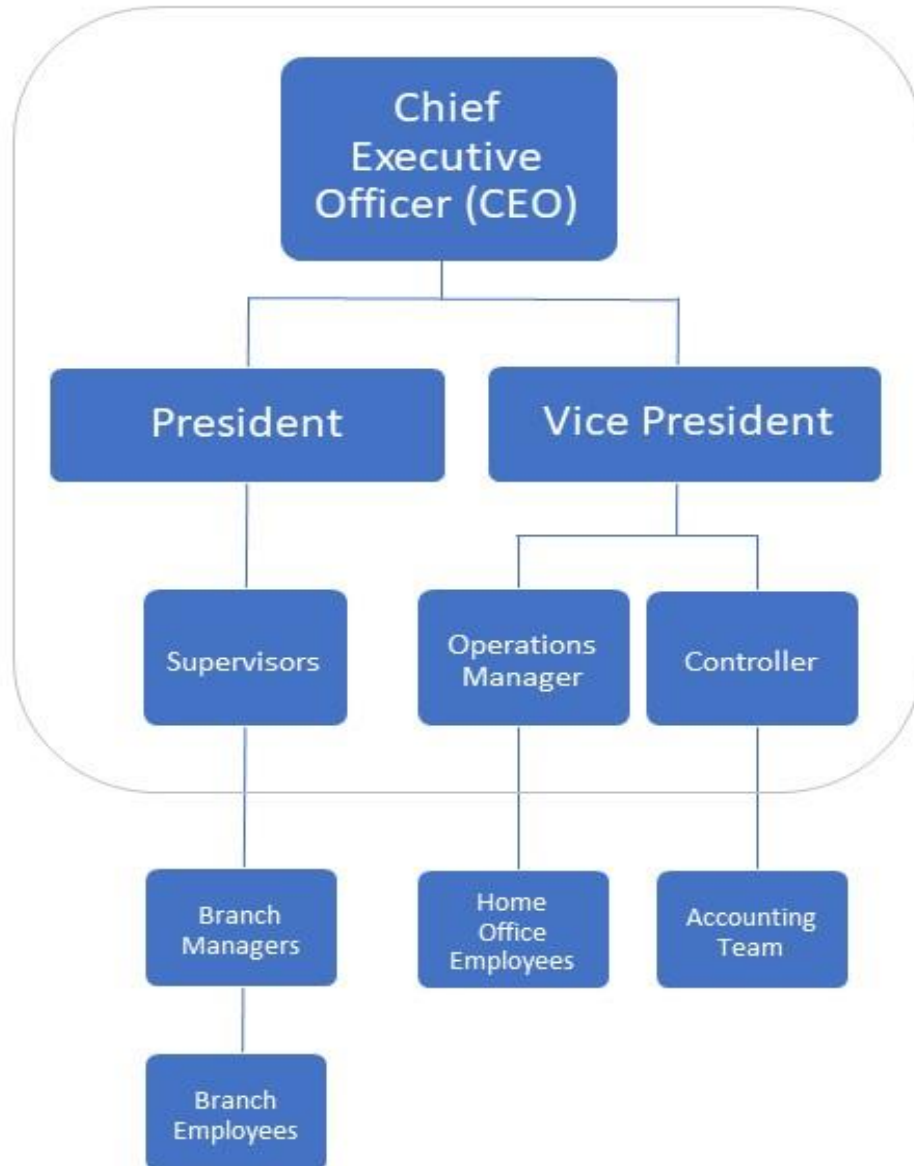 Chief
Executive
Officer (CEO)
President
Vice President
Supervisors
Operations
Manager
Controller
Branch
Managers
Home
Office
Employees
Accounting
Team
Branch
Employees